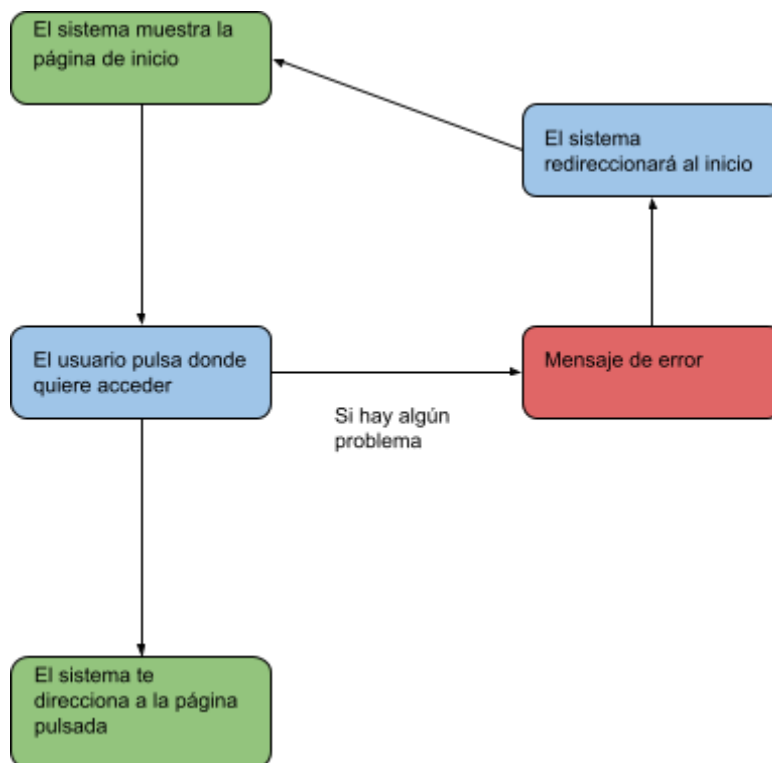 El sistema muestra la
página de inicio
El sistema
redireccionará al inicio
El usuario pulsa donde
quiere acceder
Mensaje de error
Si hay algún
problema
El sistema te
direcciona a la página
pulsada